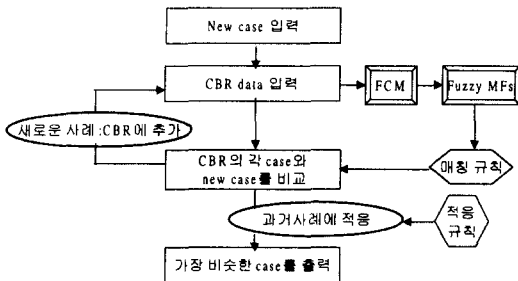 New case 입력
CBR data 입력
FCM
Fuzzy MFs
새로운 사례:CBR에 추가
CBR의 각 case와
new case를 비교
매칭 규칙
과거사례에 적용
적응
규칙
가장 비슷한 case를 출력